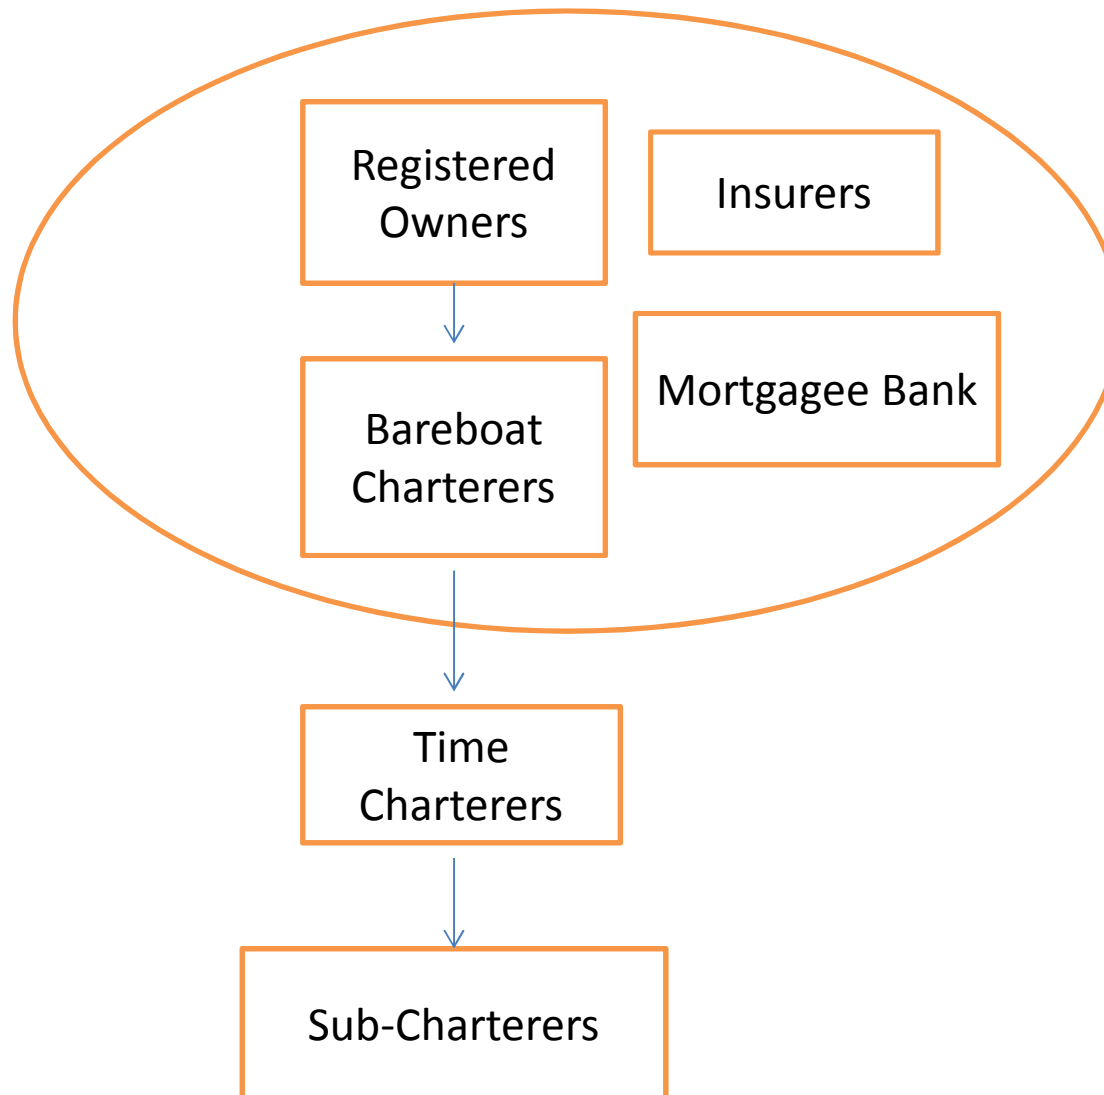 Registered
Owners
Insurers
Mortgagee Bank
Bareboat
Charterers
Time
Charterers
Sub-Charterers